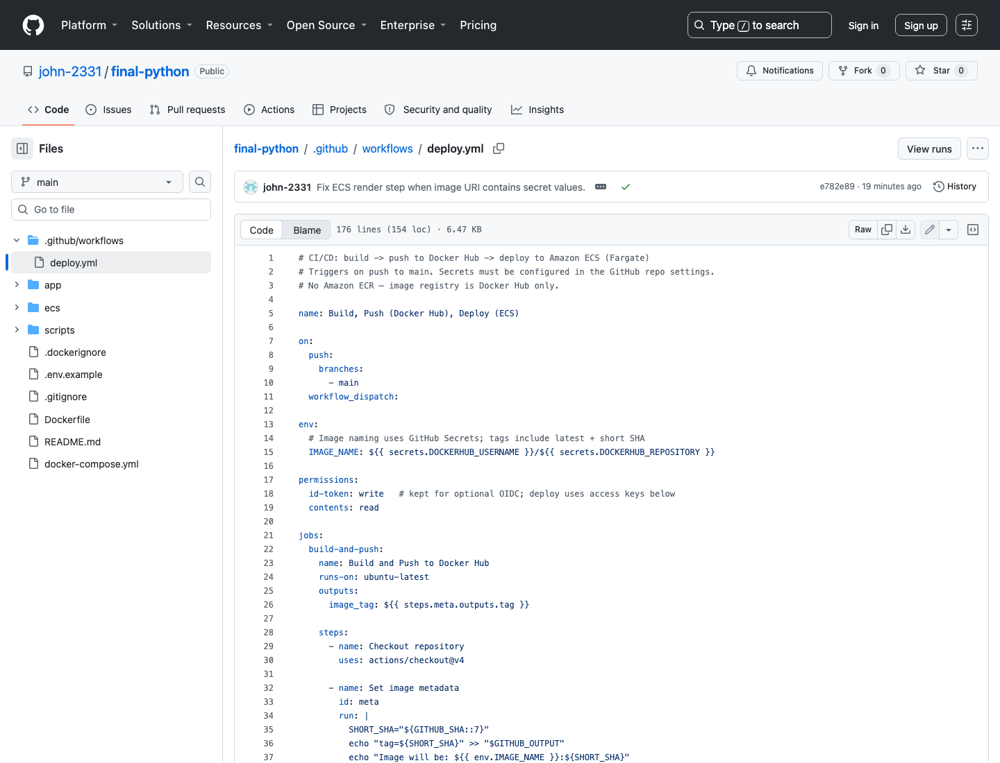 Platform Solutions Resources Open Source Enterprise Pricing Type / to search Sign in Sign up
john-2331 / final-python Public Notifications Fork 0 Star 0
Code Issues Pull requests Actions Projects Security and quality Insights
Files
main
Go to file
.github/workflows
deploy.yml
app
ecs
scripts
.dockerignore
.env.example
.gitignore
Dockerfile
README.md
docker-compose.yml
final-python / .github / workflows / deploy.yml View runs
john-2331 Fix ECS render step when image URI contains secret values. e782e89 · 19 minutes ago History
Code Blame 176 lines (154 loc) · 6.47 KB Raw
1 # CI/CD: build -> push to Docker Hub -> deploy to Amazon ECS (Fargate)
2 # Triggers on push to main. Secrets must be configured in the GitHub repo settings.
3 # No Amazon ECR — image registry is Docker Hub only.
4
5 name: Build, Push (Docker Hub), Deploy (ECS)
6
7 on:
8 push:
9 branches:
10 - main
11 workflow_dispatch:
12
13 env:
14 # Image naming uses GitHub Secrets; tags include latest + short SHA
15 IMAGE_NAME: ${{ secrets.DOCKERHUB_USERNAME }}/${{ secrets.DOCKERHUB_REPOSITORY }}
16
17 permissions:
18 id-token: write # kept for optional OIDC; deploy uses access keys below
19 contents: read
20
21 jobs:
22 build-and-push:
23 name: Build and Push to Docker Hub
24 runs-on: ubuntu-latest
25 outputs:
26 image_tag: ${{ steps.meta.outputs.tag }}
27
28 steps:
29 - name: Checkout repository
30 uses: actions/checkout@v4
31
32 - name: Set image metadata
33 id: meta
34 run: |
35 SHORT_SHA="${GITHUB_SHA::7}"
36 echo "tag=${SHORT_SHA}" >> "$GITHUB_OUTPUT"
37 echo "Image will be: ${{ env.IMAGE_NAME }}:${SHORT_SHA}"